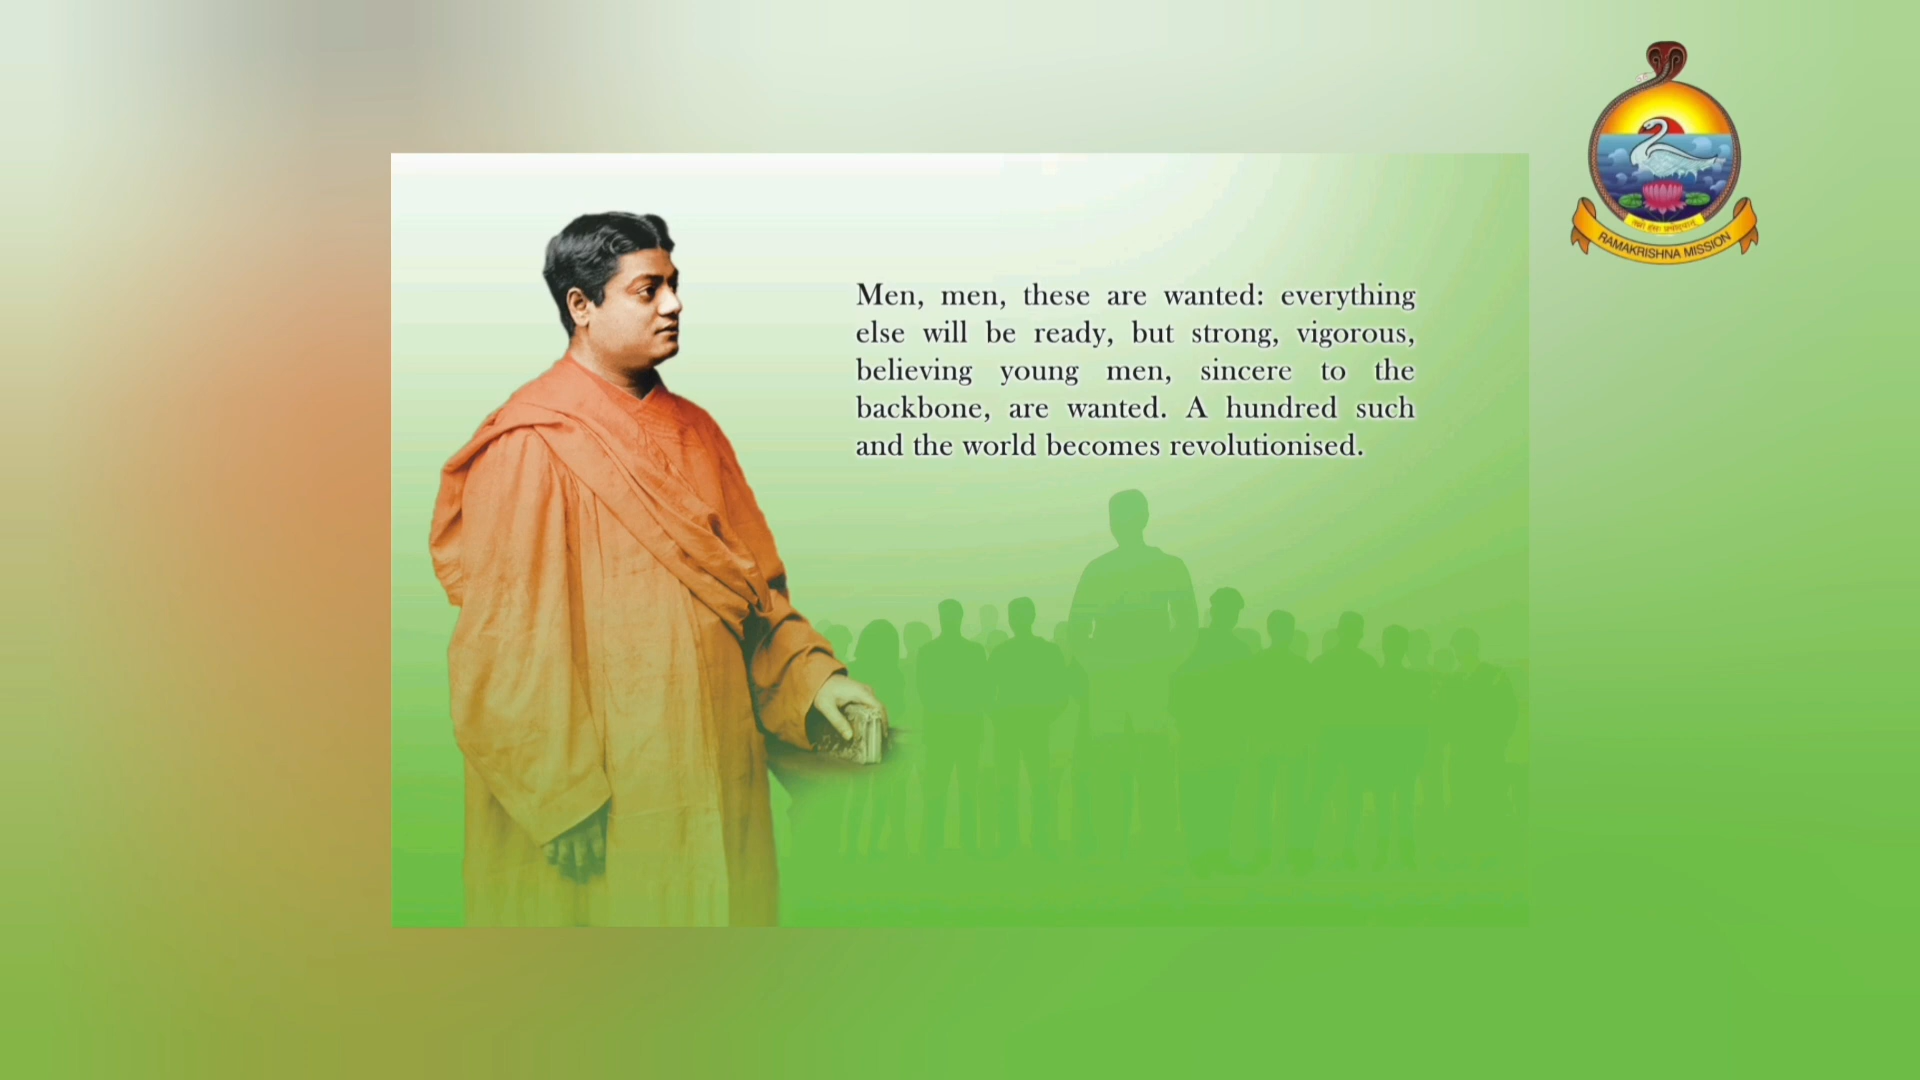 Men, men, these are wanted: everything
else will be ready, but strong, vigorous,
believing young men, sincere to the
backbone, are wanted. A hundred such
and the world becomes revolutionised.
RAMAKRISHNA MISSION